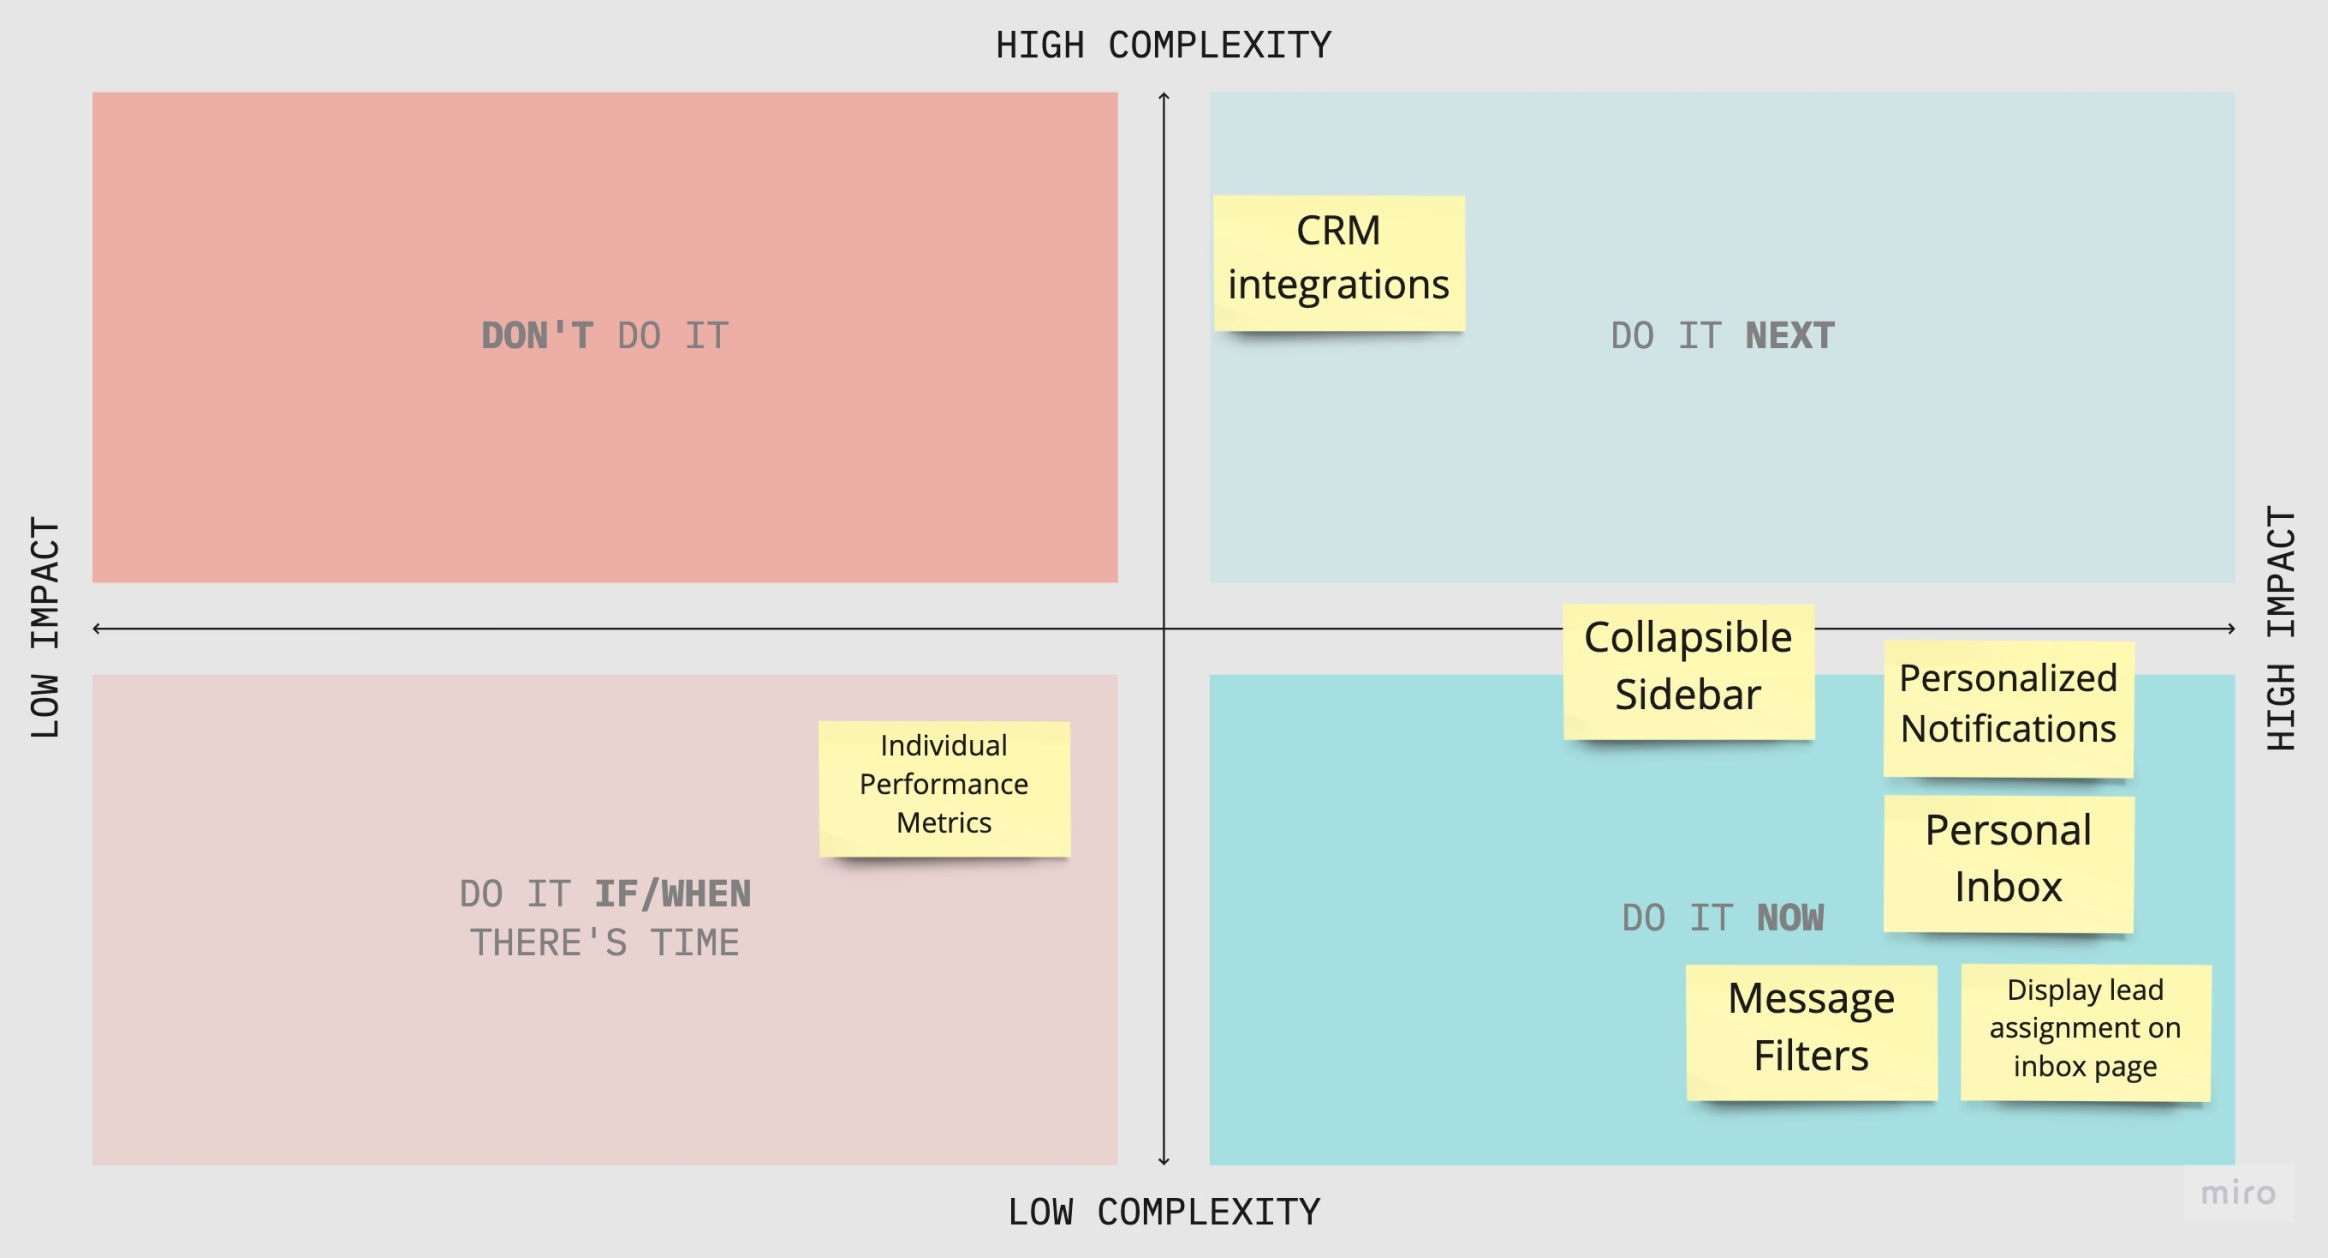 HIGH COMPLEXITY
CRM
integrations
DON'T DO IT
DO IT NEXT
LOW IMPACT
HIGH IMPACT
Collapsible
Sidebar
Personalized
Notifications
Individual
Performance
Metrics
Personal
Inbox
DO IT IF/WHEN
THERE'S TIME
DO IT NOW
Message
Filters
Display lead
assignment on
inbox page
LOW COMPLEXITY
miro